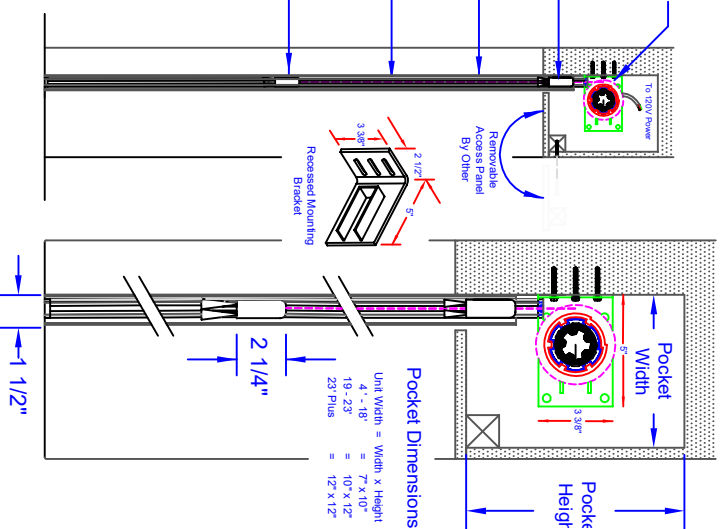 To 120V Power
Removable
Access Panel
By Other
3 3/8"
2 1/2"
5"
Recessed Mounting
Bracket
Pocket
Width
5"
3 3/8"
2 1/4"
1 1/2"
Pocket Dimensions
Unit Width = Width x Height
4' - 18' = 7" x 10"
19 - 23' = 10" x 12"
23' Plus = 12" x 12"